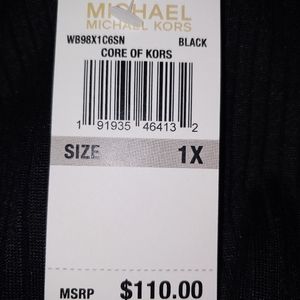 MICHAEL
MICHAEL KORS
WB98X1C6SN BLACK
CORE OF KORS
1 91935 46413 2
SIZE 1X
MSRP $110.00